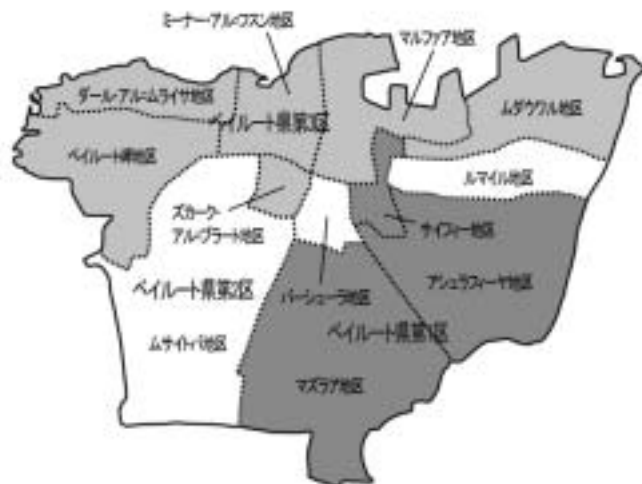 ミーナー・アル・フスン地区
マルファア地区
ダール・アル・ムライサ地区
ベイルート県第3区
ムダウワル地区
ベイルート岬地区
ルマイル地区
ズカーク・
アル・ブラート地区
サイフィー地区
ベイルート県第2区
バーシューラ地区
アシュラフィーヤ地区
ベイルート県第1区
ムサイトバ地区
マズラア地区